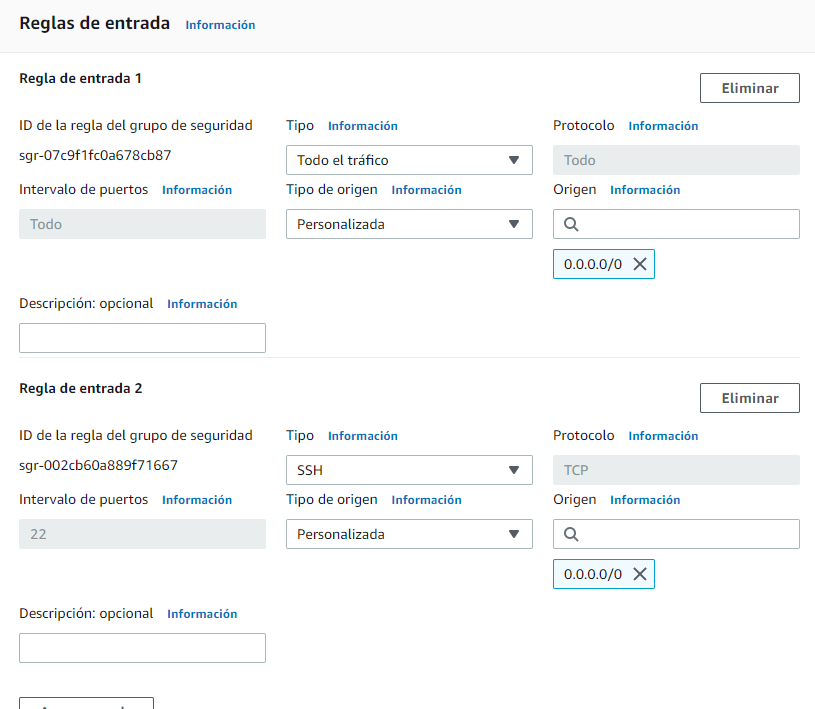 Reglas de entrada Información
Regla de entrada 1
Eliminar
ID de la regla del grupo de seguridad Tipo Información Protocolo Información
sgr-07c9f1fc0a678cb87 Todo el tráfico Todo
Intervalo de puertos Información Tipo de origen Información Origen Información
Todo Personalizada
0.0.0.0/0
Descripción: opcional Información
Regla de entrada 2
Eliminar
ID de la regla del grupo de seguridad Tipo Información Protocolo Información
sgr-002cb60a889f71667 SSH TCP
Intervalo de puertos Información Tipo de origen Información Origen Información
22 Personalizada
0.0.0.0/0
Descripción: opcional Información